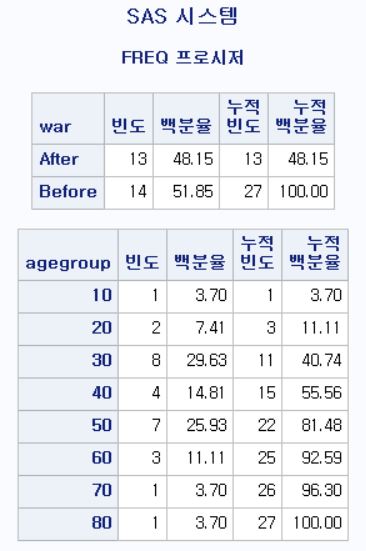 SAS 시스템
FREQ 프로시저
war 빈도 백분율 누적 빈도 누적 백분율
After 13 48.15 13 48.15
Before 14 51.85 27 100.00
agegroup 빈도 백분율 누적 빈도 누적 백분율
10 1 3.70 1 3.70
20 2 7.41 3 11.11
30 8 29.63 11 40.74
40 4 14.81 15 55.56
50 7 25.93 22 81.48
60 3 11.11 25 92.59
70 1 3.70 26 96.30
80 1 3.70 27 100.00